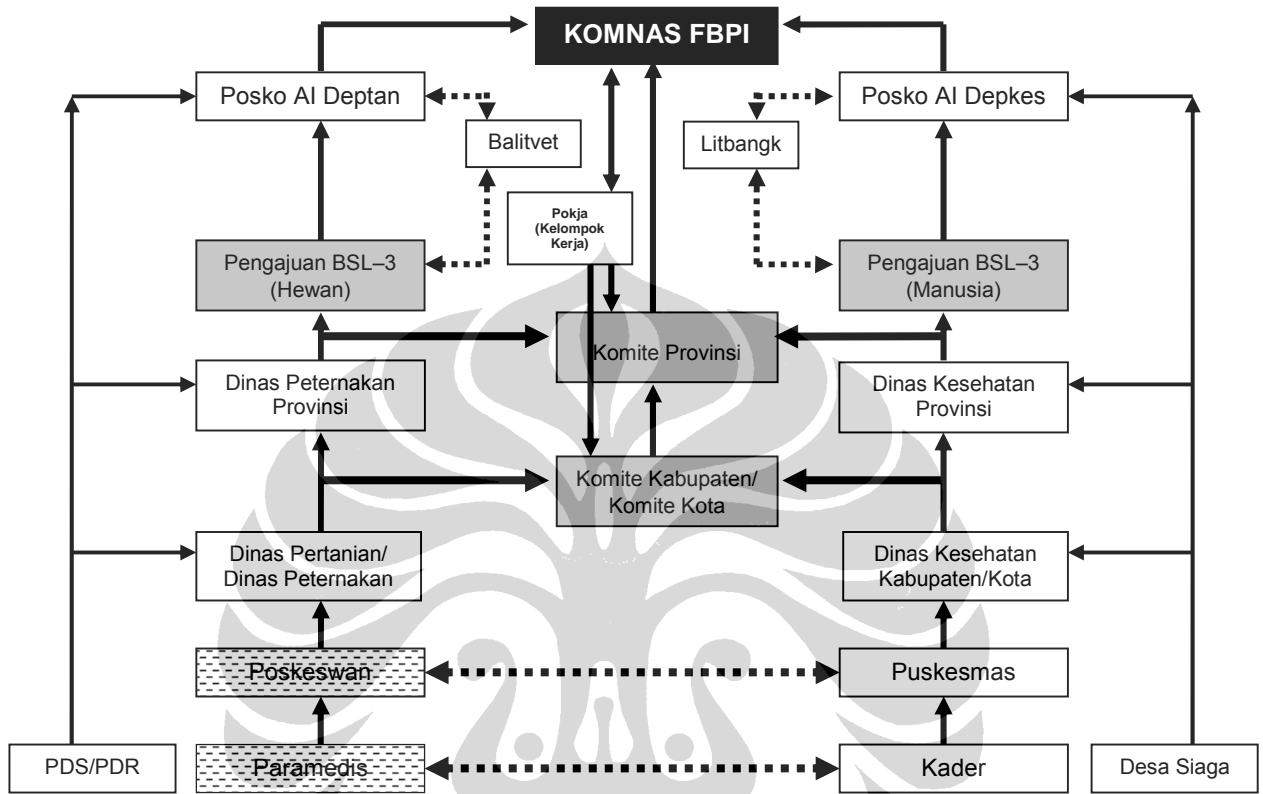 KOMNAS FBPI
Posko AI Deptan
Posko AI Depkes
Balitvet
Litbangk
Pokja
(Kelompok
Kerja)
Pengajuan BSL–3
(Hewan)
Pengajuan BSL–3
(Manusia)
Komite Provinsi
Dinas Peternakan
Provinsi
Dinas Kesehatan
Provinsi
Komite Kabupaten/
Komite Kota
Dinas Pertanian/
Dinas Peternakan
Dinas Kesehatan
Kabupaten/Kota
Poskeswan
Puskesmas
PDS/PDR
Paramedis
Kader
Desa Siaga